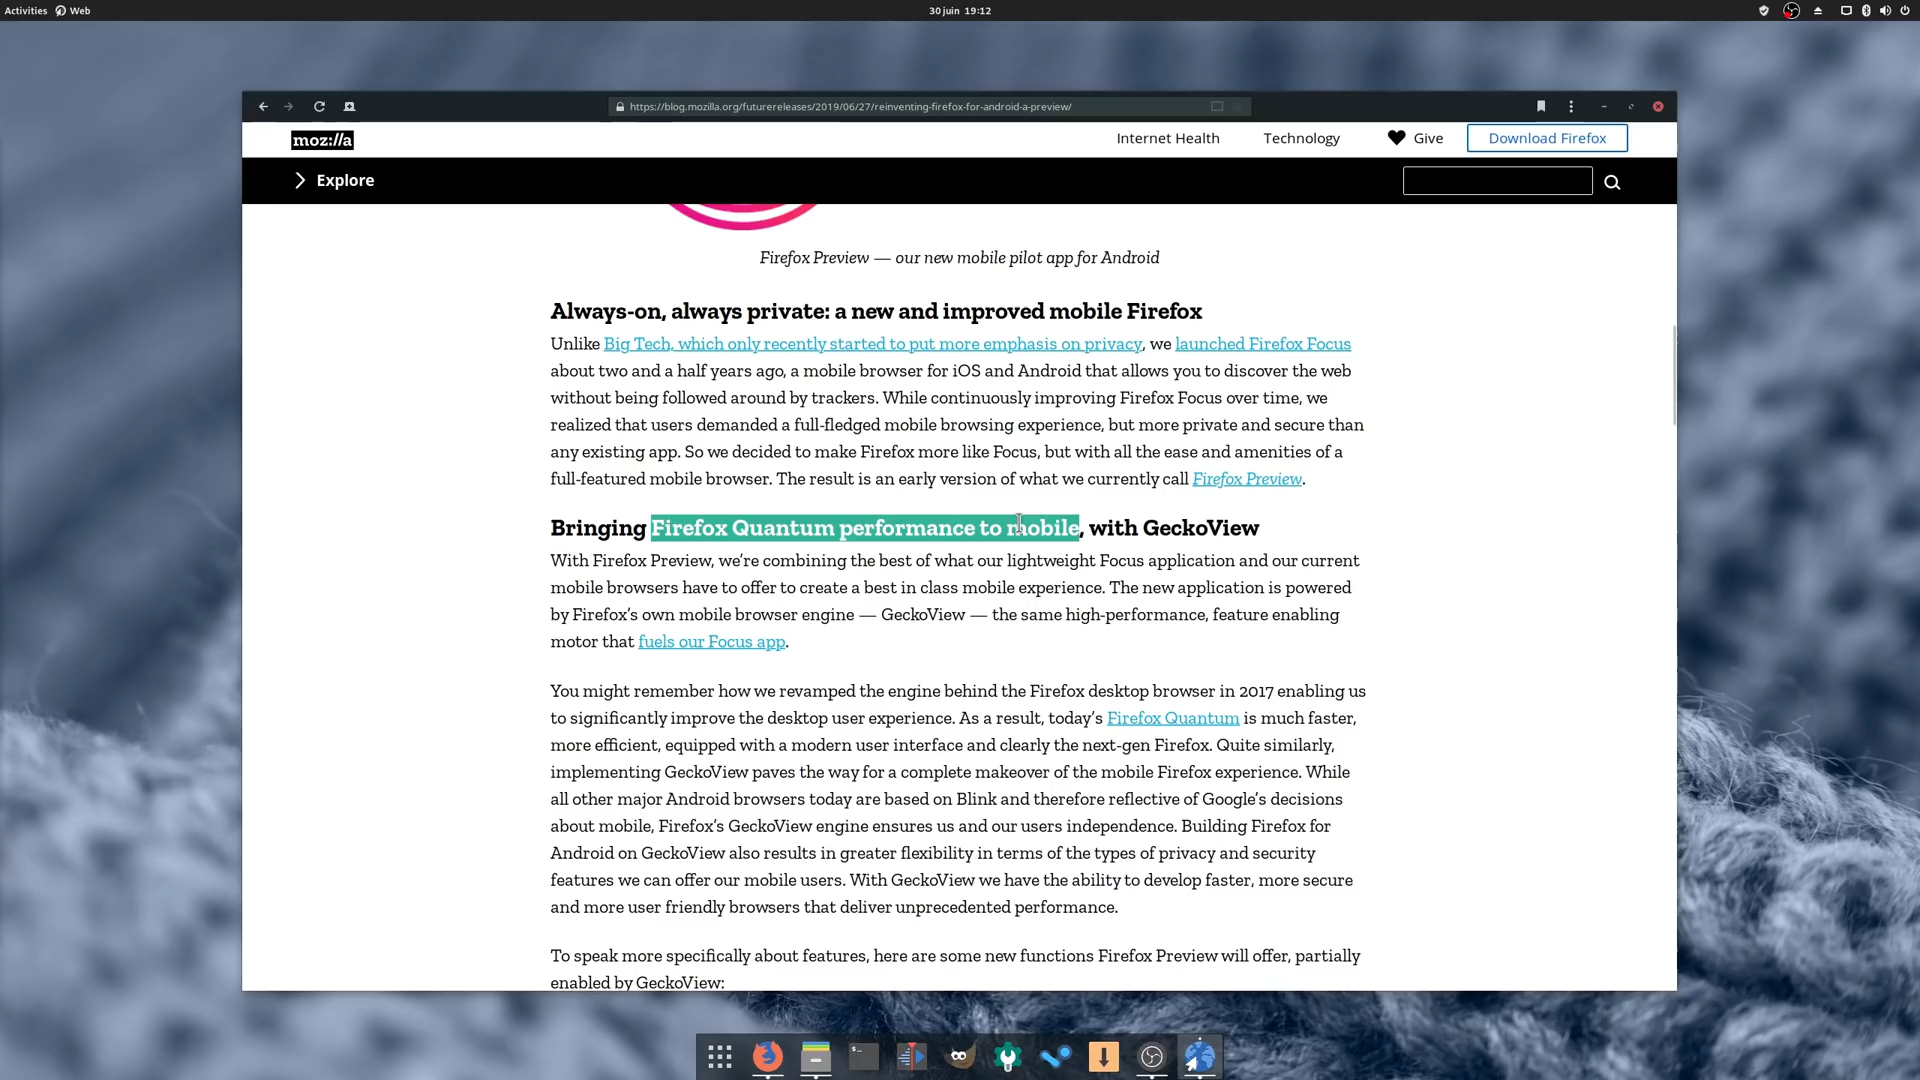 Activities Web 30 juin 19:12
https://blog.mozilla.org/futurereleases/2019/06/27/reinventing-firefox-for-android-a-preview/
moz://a Internet Health Technology Give Download Firefox
Explore
Firefox Preview — our new mobile pilot app for Android
Always-on, always private: a new and improved mobile Firefox
Unlike Big Tech, which only recently started to put more emphasis on privacy, we launched Firefox Focus
about two and a half years ago, a mobile browser for iOS and Android that allows you to discover the web
without being followed around by trackers. While continuously improving Firefox Focus over time, we
realized that users demanded a full-fledged mobile browsing experience, but more private and secure than
any existing app. So we decided to make Firefox more like Focus, but with all the ease and amenities of a
full-featured mobile browser. The result is an early version of what we currently call Firefox Preview.
Bringing Firefox Quantum performance to mobile, with GeckoView
With Firefox Preview, we’re combining the best of what our lightweight Focus application and our current
mobile browsers have to offer to create a best in class mobile experience. The new application is powered
by Firefox’s own mobile browser engine — GeckoView — the same high-performance, feature enabling
motor that fuels our Focus app.
You might remember how we revamped the engine behind the Firefox desktop browser in 2017 enabling us
to significantly improve the desktop user experience. As a result, today’s Firefox Quantum is much faster,
more efficient, equipped with a modern user interface and clearly the next-gen Firefox. Quite similarly,
implementing GeckoView paves the way for a complete makeover of the mobile Firefox experience. While
all other major Android browsers today are based on Blink and therefore reflective of Google’s decisions
about mobile, Firefox’s GeckoView engine ensures us and our users independence. Building Firefox for
Android on GeckoView also results in greater flexibility in terms of the types of privacy and security
features we can offer our mobile users. With GeckoView we have the ability to develop faster, more secure
and more user friendly browsers that deliver unprecedented performance.
To speak more specifically about features, here are some new functions Firefox Preview will offer, partially
enabled by GeckoView: